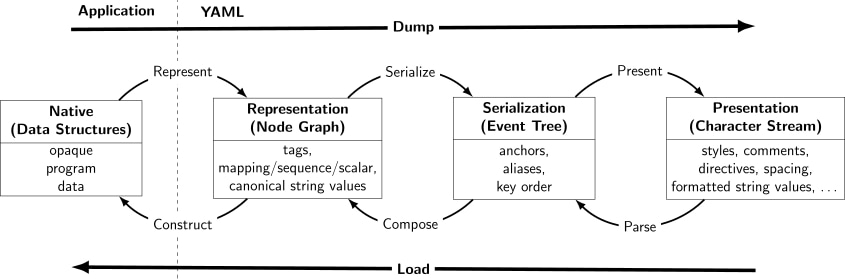 Application
YAML
Dump
Represent
Serialize
Present
Native
(Data Structures)
opaque
program
data
Representation
(Node Graph)
tags,
mapping/sequence/scalar,
canonical string values
Serialization
(Event Tree)
anchors,
aliases,
key order
Presentation
(Character Stream)
styles, comments,
directives, spacing,
formatted string values, ...
Construct
Compose
Parse
Load